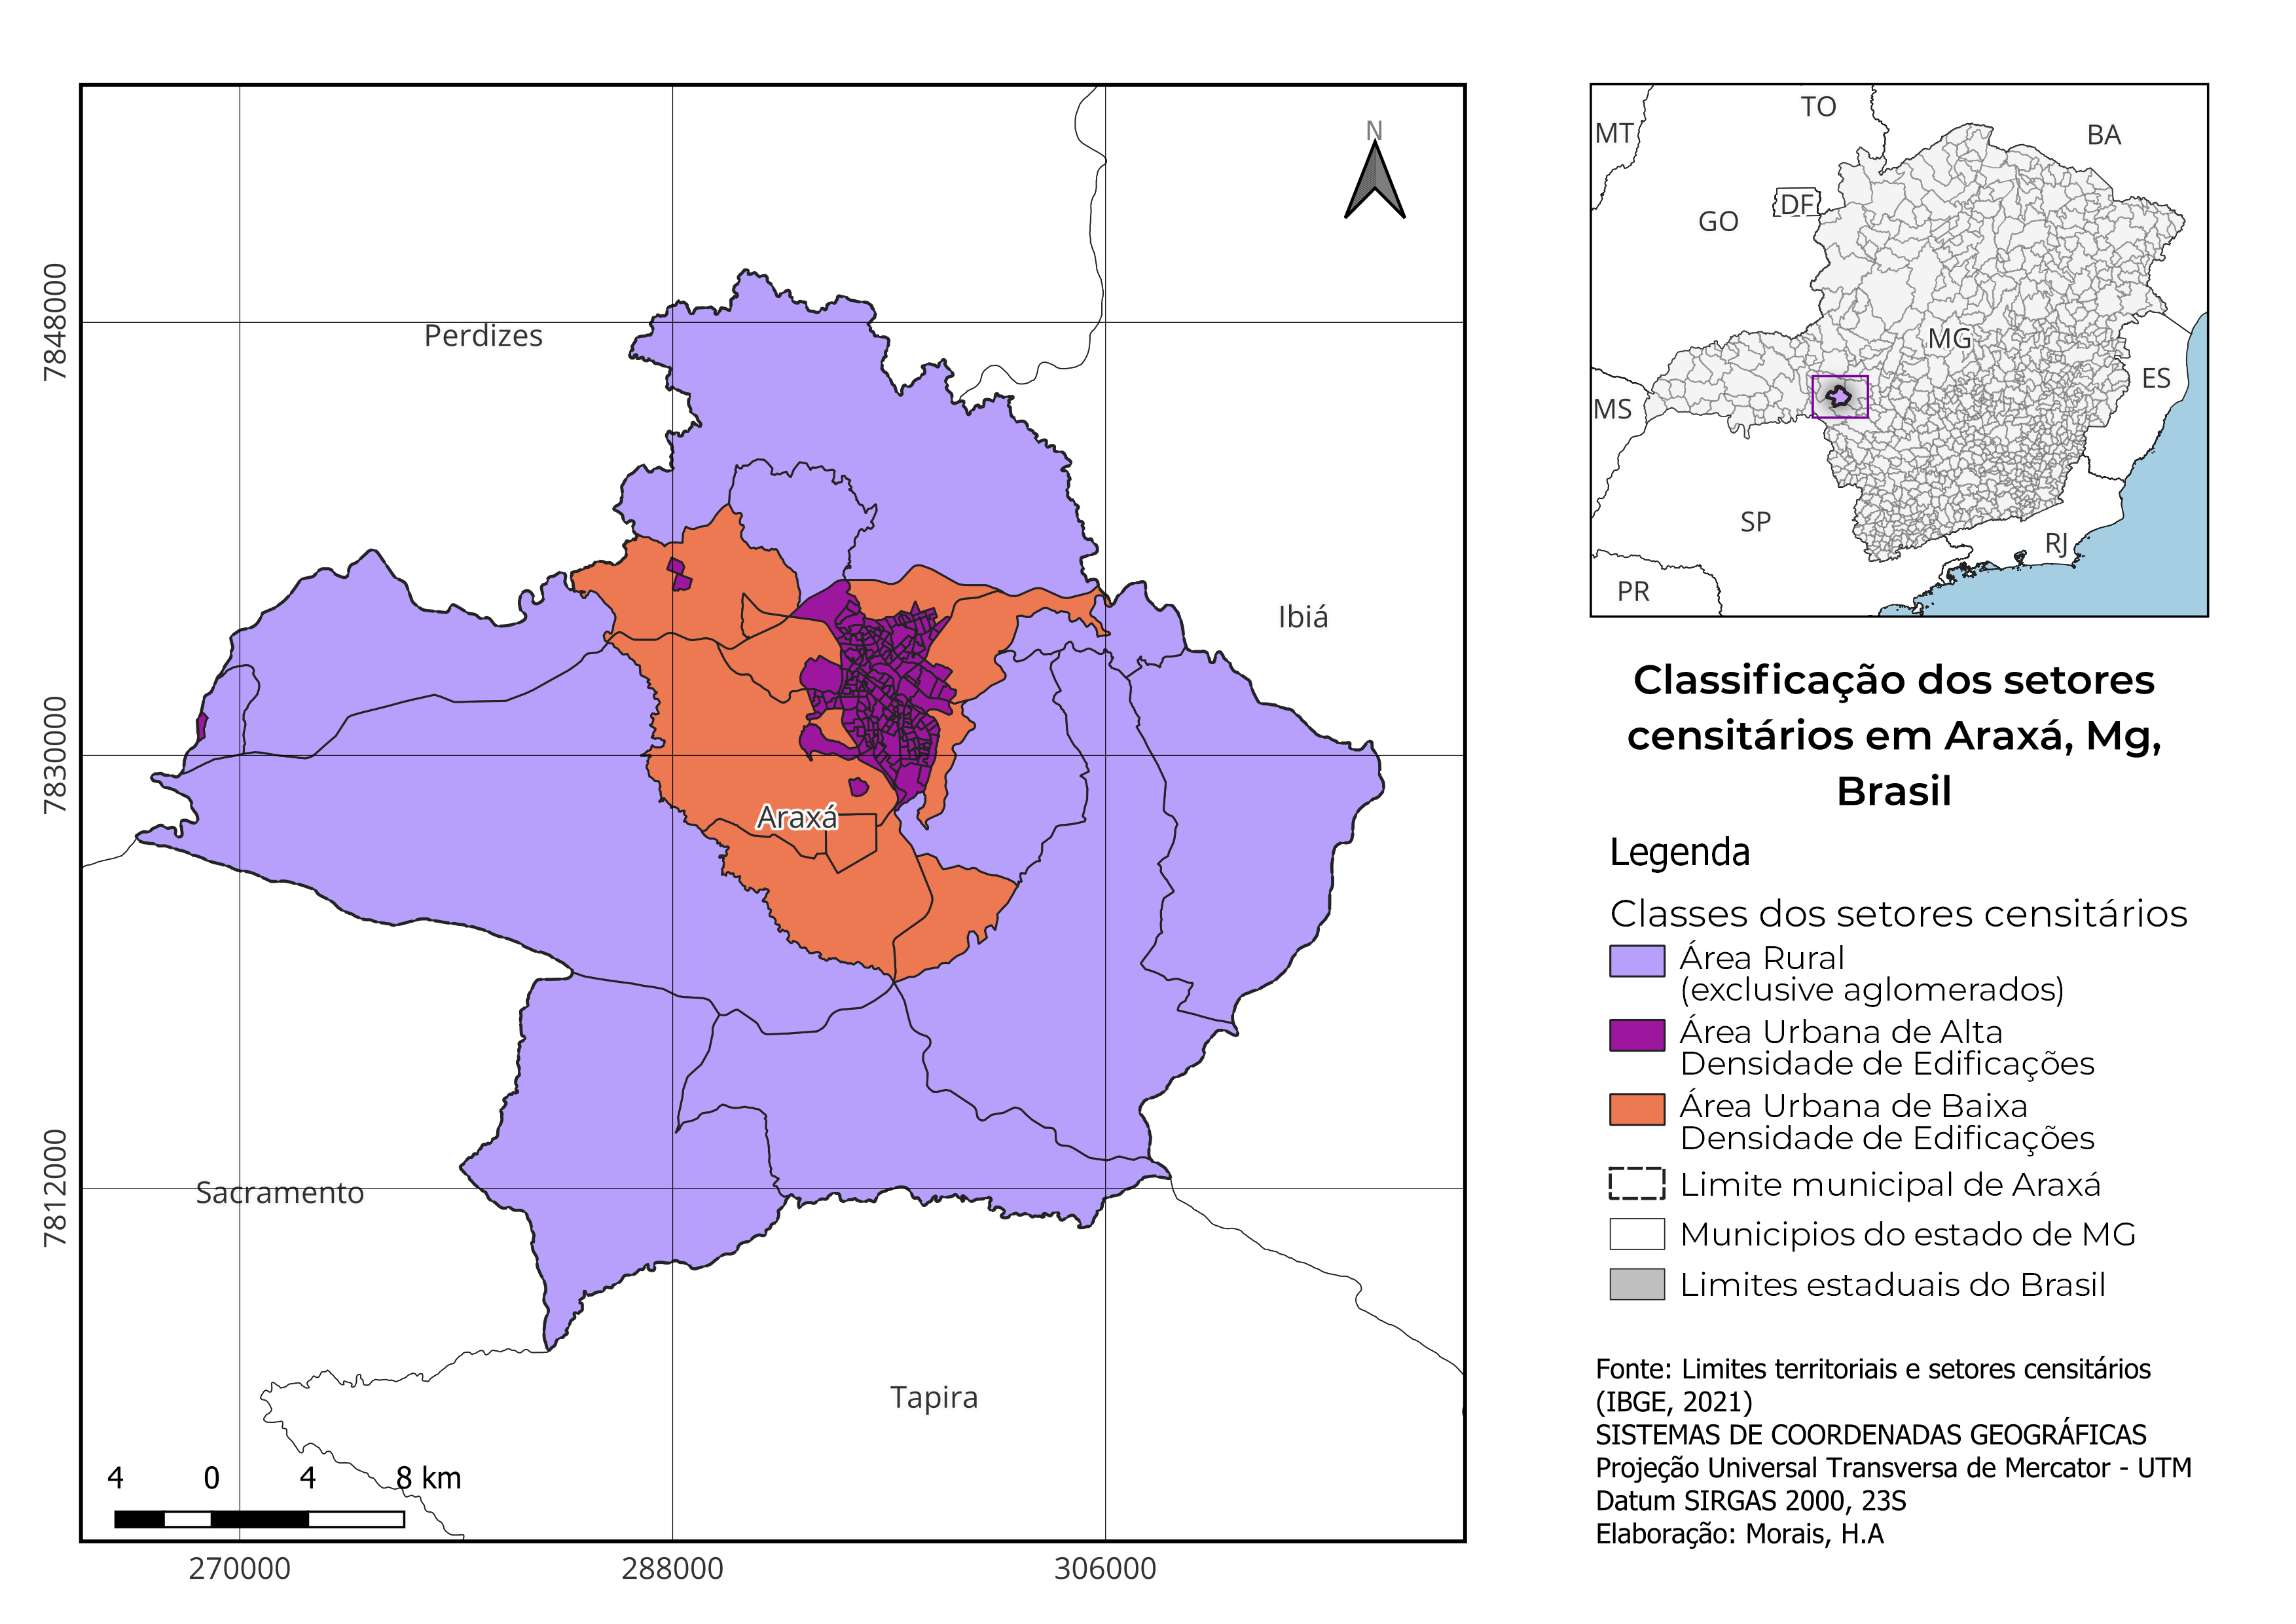 N
7848000
7830000
7812000
Perdizes
Ibiá
Araxá
Sacramento
Tapira
4 0 4 8 km
270000 288000 306000
TO
MT
BA
DF
GO
MG
ES
MS
SP
RJ
PR
Classificação dos setores
censitários em Araxá, Mg,
Brasil
Legenda
Classes dos setores censitários
Área Rural
(exclusive aglomerados)
Área Urbana de Alta
Densidade de Edificações
Área Urbana de Baixa
Densidade de Edificações
Limite municipal de Araxá
Municipios do estado de MG
Limites estaduais do Brasil
Fonte: Limites territoriais e setores censitários
(IBGE, 2021)
SISTEMAS DE COORDENADAS GEOGRÁFICAS
Projeção Universal Transversa de Mercator - UTM
Datum SIRGAS 2000, 23S
Elaboração: Morais, H.A